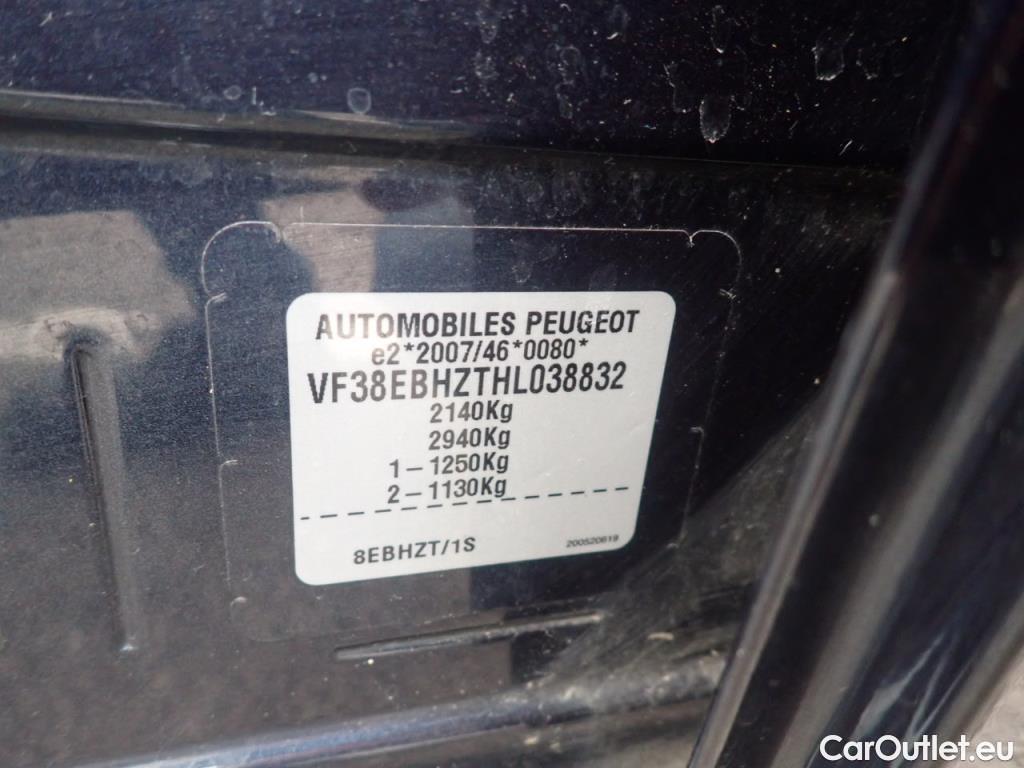 AUTOMOBILES PEUGEOT
e2*2007/46*0080*
VF38EBHZTHL038832
2140Kg
2940Kg
1-1250Kg
2-1130Kg
8EBHZT/1S
200520619
CarOutlet.eu